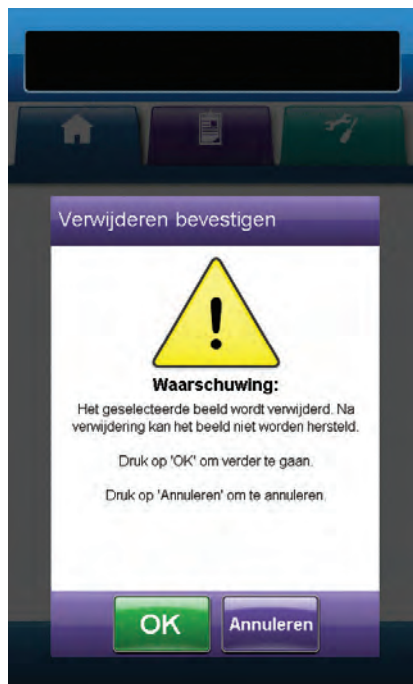 Verwijderen bevestigen
!
Waarschuwing:
Het geselecteerde beeld wordt verwijderd. Na
verwijdering kan het beeld niet worden hersteld.
Druk op 'OK' om verder te gaan.
Druk op 'Annuleren' om te annuleren.
OK
Annuleren